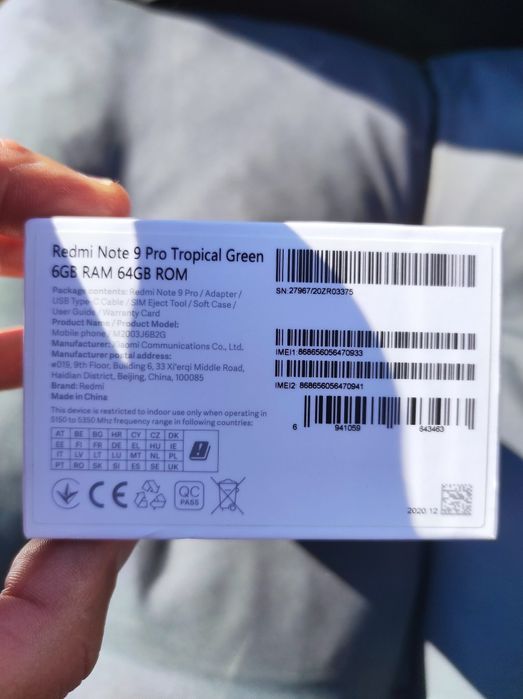 Redmi Note 9 Pro Tropical Green
6GB RAM 64GB ROM
Package contents: Redmi Note 9 Pro / Adapter /
USB Type-C Cable / SIM Eject Tool / Soft Case /
User Guide / Warranty Card
Product Name / Product Model:
Mobile phone / M2003J6B2G
Manufacturer: Xiaomi Communications Co., Ltd.
Manufacturer postal address:
#019, 9th Floor, Building 6, 33 Xi'erqi Middle Road,
Haidian District, Beijing, China, 100085
Brand: Redmi
Made in China
This device is restricted to indoor use only when operating in
5150 to 5350 Mhz frequency range in following countries:
AT BE BG HR CY CZ DK
EE FI FR DE EL HU IE
IT LV LT LU MT NL PL
PT RO SK SI ES SE UK
CE
QC
PASS
SN:27967/20ZR03375
IMEI1 868656056470933
IMEI2 868656056470941
6 941059 643463
2020.12